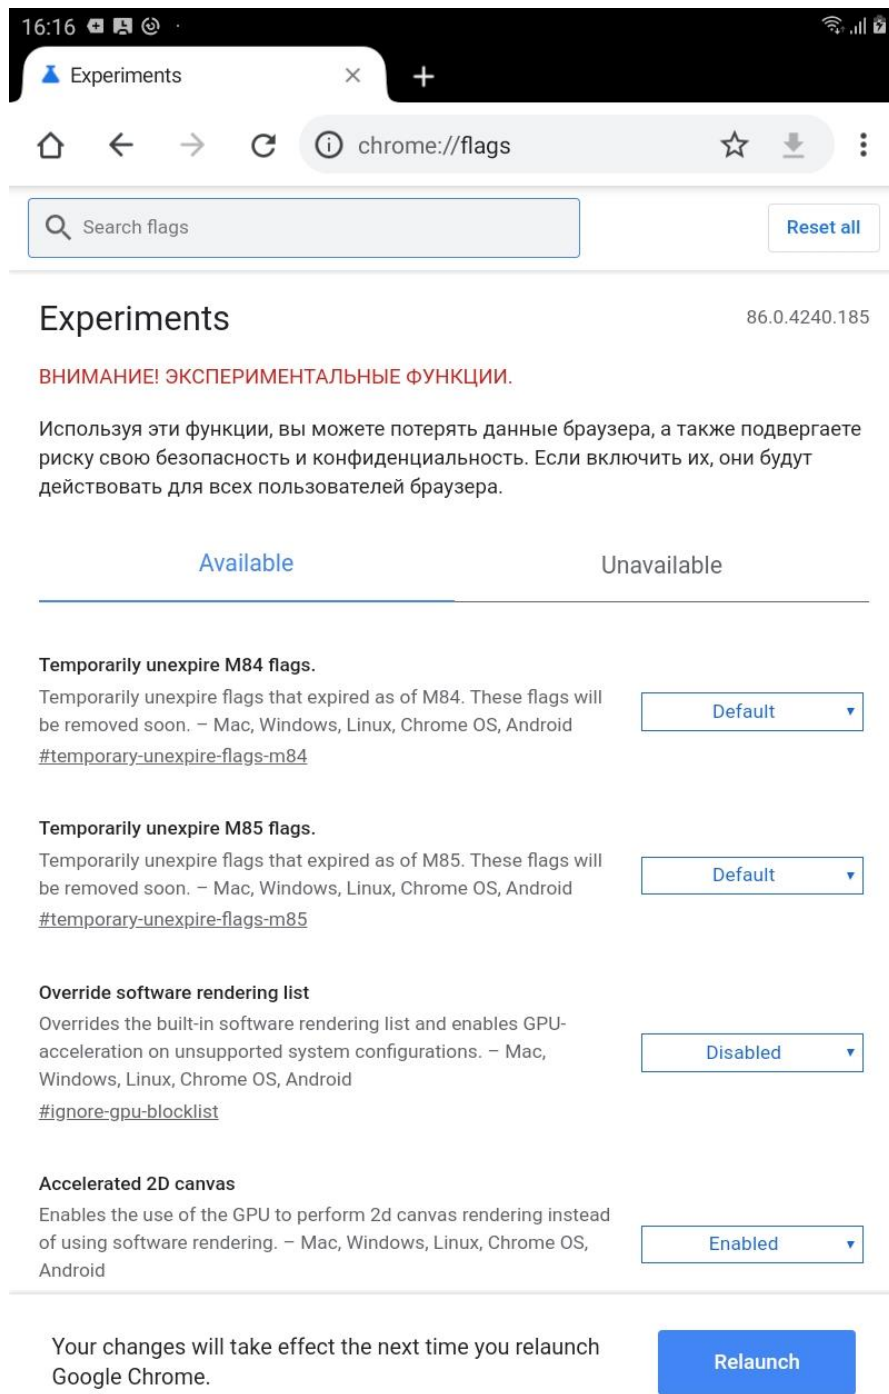 16:16
Experiments
chrome://flags
Search flags
Reset all
Experiments
86.0.4240.185
ВНИМАНИЕ! ЭКСПЕРИМЕНТАЛЬНЫЕ ФУНКЦИИ.
Используя эти функции, вы можете потерять данные браузера, а также подвергаете
риску свою безопасность и конфиденциальность. Если включить их, они будут
действовать для всех пользователей браузера.
Available
Unavailable
Temporarily unexpire M84 flags.
Temporarily unexpire flags that expired as of M84. These flags will
be removed soon. – Mac, Windows, Linux, Chrome OS, Android
#temporary-unexpire-flags-m84
Default
Temporarily unexpire M85 flags.
Temporarily unexpire flags that expired as of M85. These flags will
be removed soon. – Mac, Windows, Linux, Chrome OS, Android
#temporary-unexpire-flags-m85
Default
Override software rendering list
Overrides the built-in software rendering list and enables GPU-
acceleration on unsupported system configurations. – Mac,
Windows, Linux, Chrome OS, Android
#ignore-gpu-blocklist
Disabled
Accelerated 2D canvas
Enables the use of the GPU to perform 2d canvas rendering instead
of using software rendering. – Mac, Windows, Linux, Chrome OS,
Android
Enabled
Your changes will take effect the next time you relaunch
Google Chrome.
Relaunch